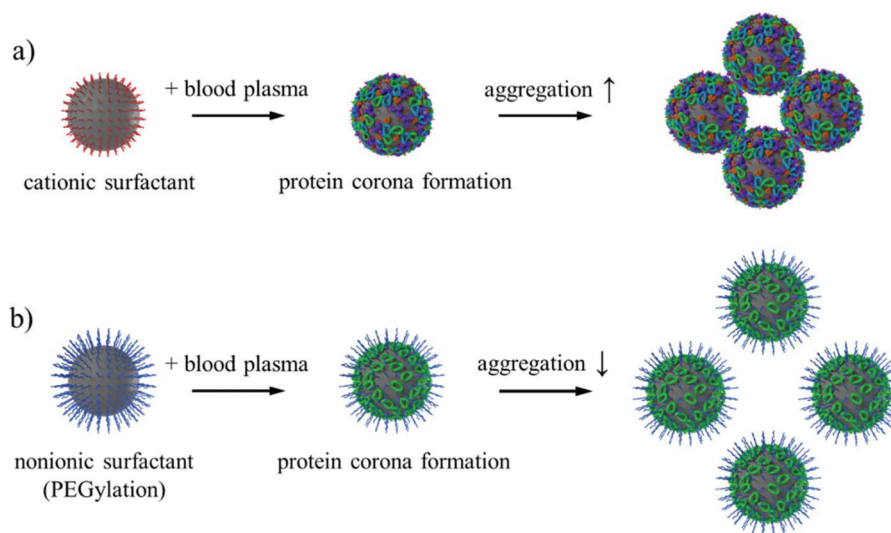 a)
+ blood plasma
aggregation ↑
cationic surfactant
protein corona formation
b)
+ blood plasma
aggregation ↓
nonionic surfactant
(PEGylation)
protein corona formation